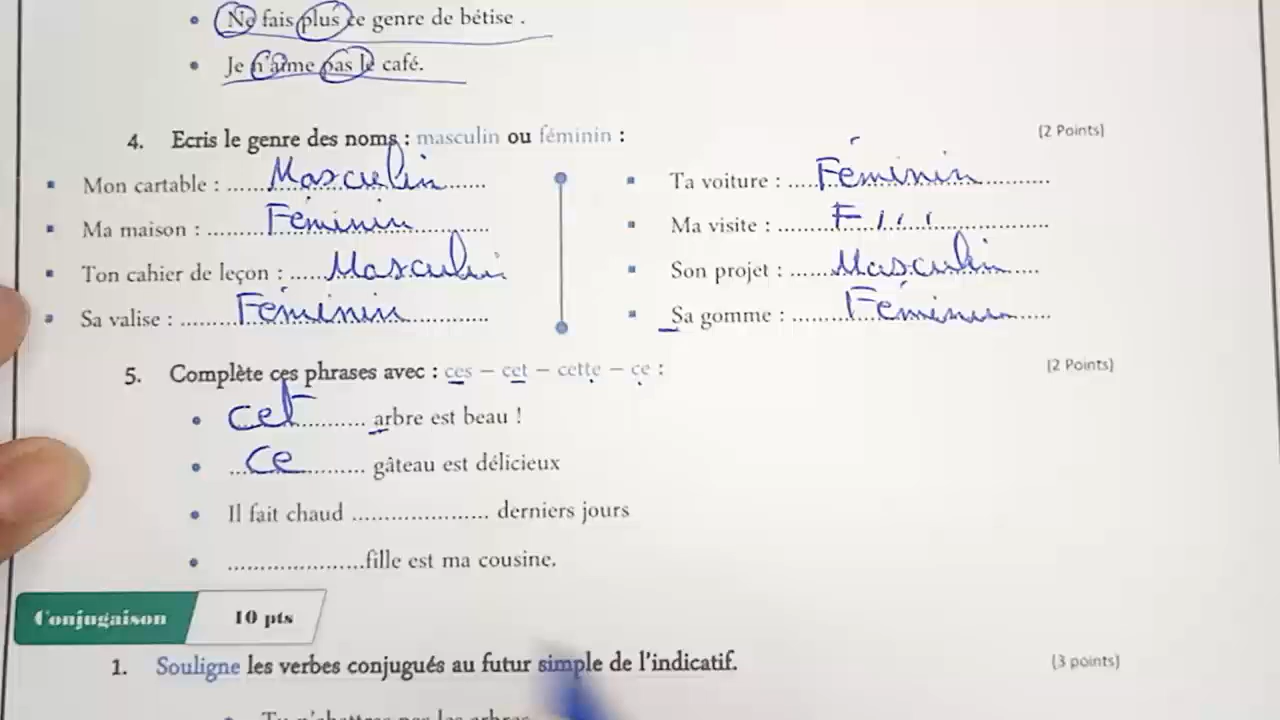 • Ne fais plus ce genre de bétise .
• Je n'aime pas le café.
4. Ecris le genre des noms : masculin ou féminin : (2 Points)
▪ Mon cartable : ...... Masculin ......
▪ Ma maison : ........ Féminin ........
▪ Ton cahier de leçon : ...... Masculin
▪ Sa valise : ........ Féminin ........
▪ Ta voiture : ..... Féminin ........
▪ Ma visite : ........ F ........
▪ Son projet : ...... Masculin ....
▪ Sa gomme : ........ Féminin .....
5. Complète ces phrases avec : ces – cet – cette – ce : (2 Points)
• cet .......... arbre est beau !
• ... ce .......... gâteau est délicieux
• Il fait chaud ..................... derniers jours
• .....................fille est ma cousine.
Conjugaison 10 pts
1. Souligne les verbes conjugués au futur simple de l'indicatif. (3 points)